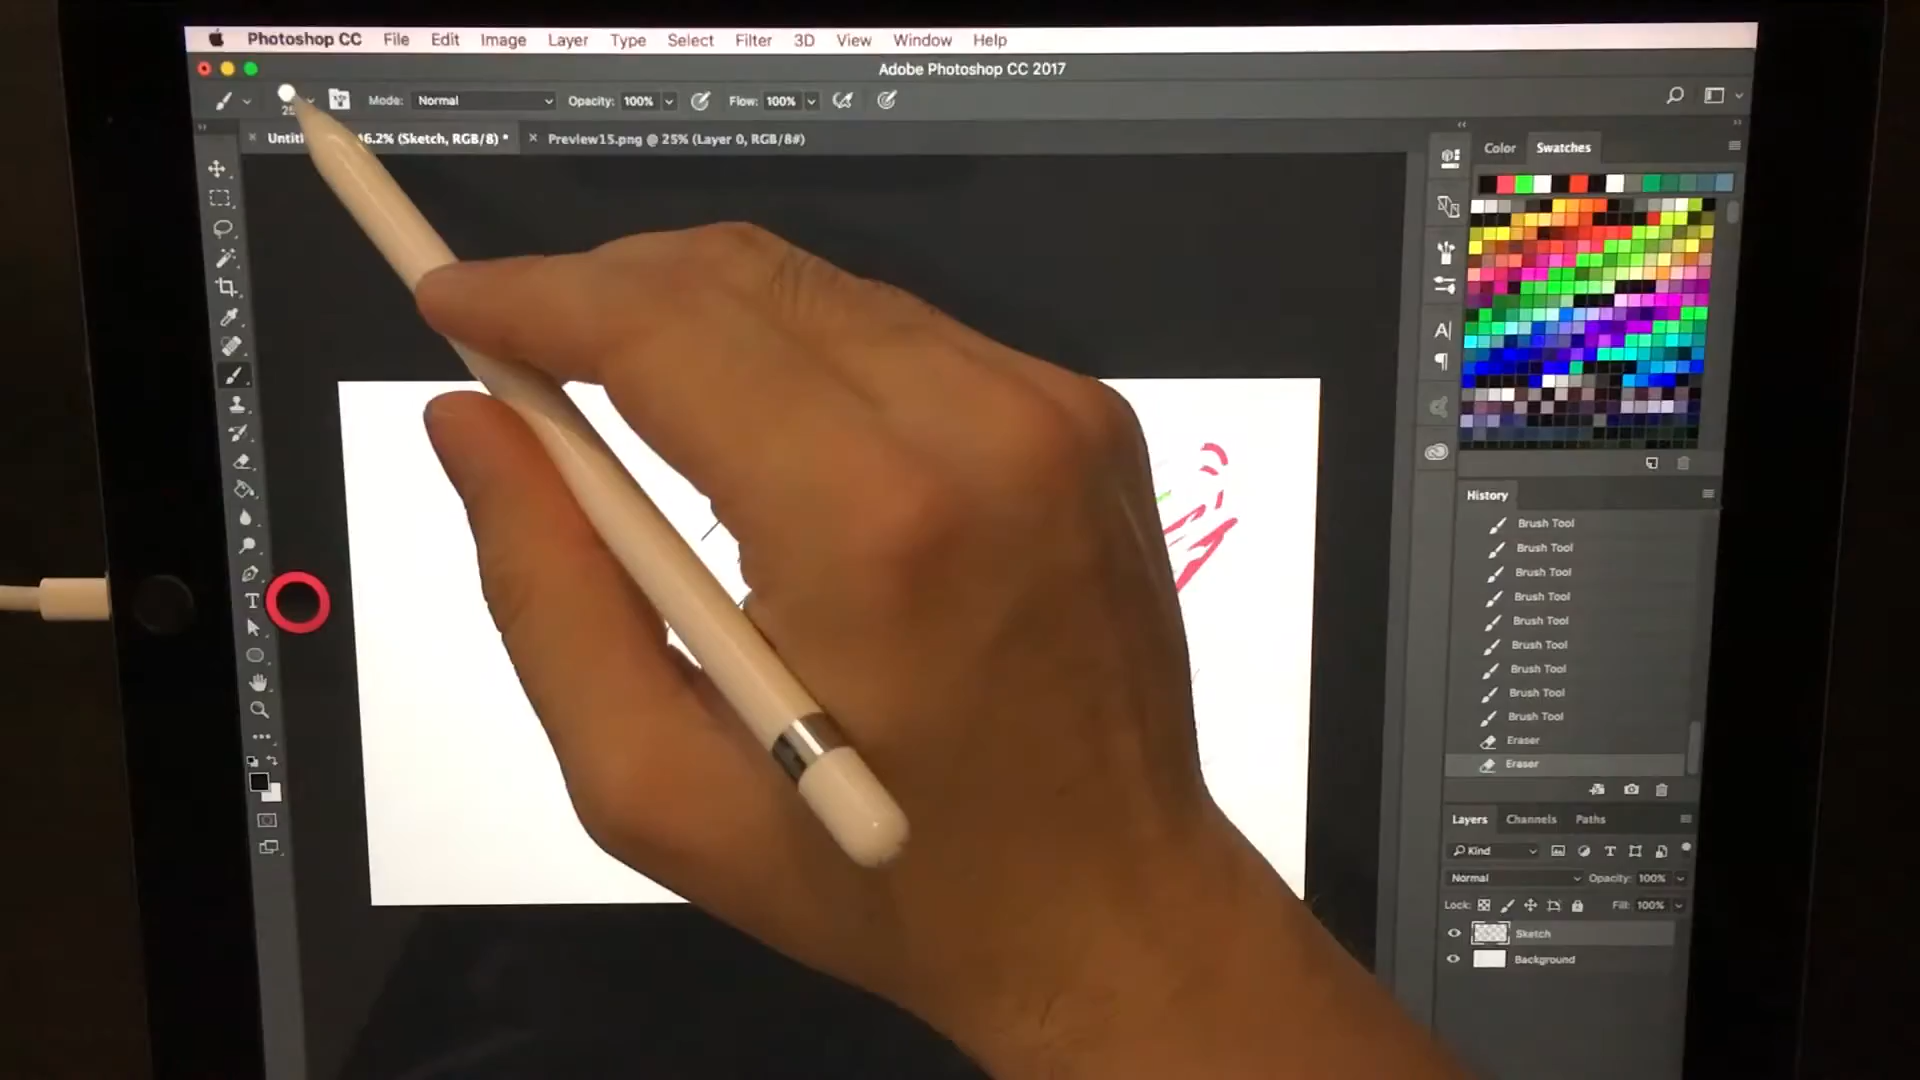 Photoshop CC File Edit Image Layer Type Select Filter 3D View Window Help
Adobe Photoshop CC 2017
Mode: Normal Opacity: 100% Flow: 100%
6.2% (Sketch, RGB/8) * Preview15.png @ 25% (Layer 0, RGB/8#)
Color Swatches
History
Brush Tool
Brush Tool
Brush Tool
Brush Tool
Brush Tool
Brush Tool
Brush Tool
Brush Tool
Brush Tool
Eraser
Eraser
Layers Channels Paths
Kind
Normal Opacity: 100%
Lock: Fill: 100%
Sketch
Background